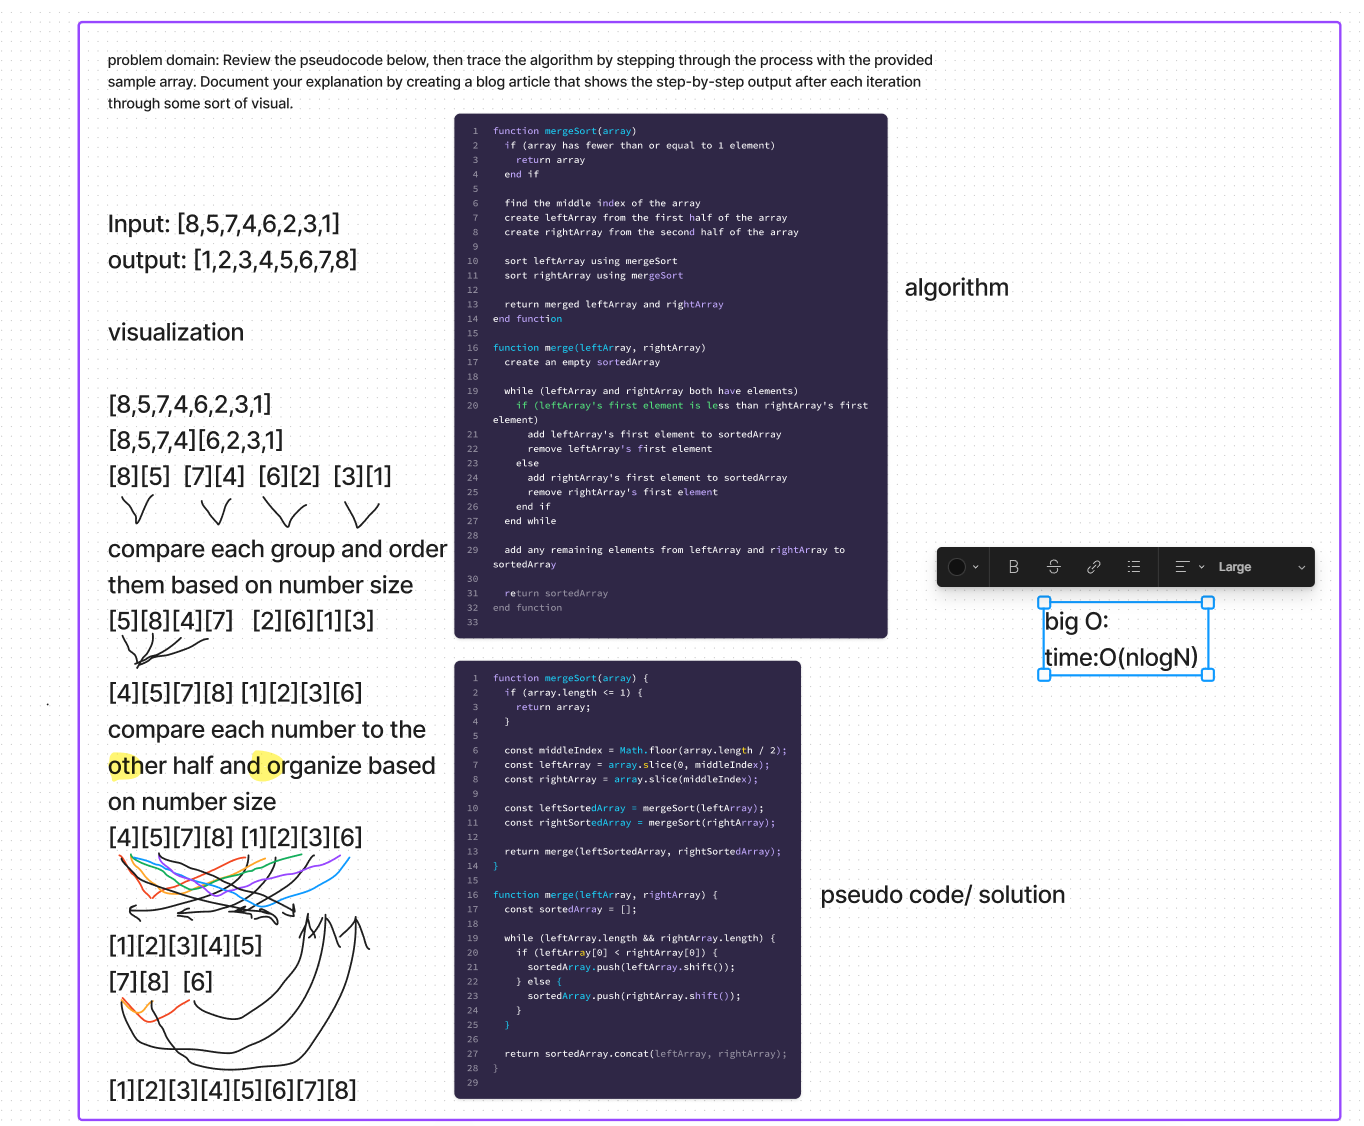 problem domain: Review the pseudocode below, then trace the algorithm by stepping through the process with the provided
sample array. Document your explanation by creating a blog article that shows the step-by-step output after each iteration
through some sort of visual.
Input: [8,5,7,4,6,2,3,1]
output: [1,2,3,4,5,6,7,8]
visualization
[8,5,7,4,6,2,3,1]
[8,5,7,4][6,2,3,1]
[8][5] [7][4] [6][2] [3][1]
compare each group and order
them based on number size
[5][8][4][7] [2][6][1][3]
[4][5][7][8] [1][2][3][6]
compare each number to the
other half and organize based
on number size
[4][5][7][8] [1][2][3][6]
[1][2][3][4][5]
[7][8] [6]
[1][2][3][4][5][6][7][8]
1 function mergeSort(array)
2 if (array has fewer than or equal to 1 element)
3 return array
4 end if
5
6 find the middle index of the array
7 create leftArray from the first half of the array
8 create rightArray from the second half of the array
9
10 sort leftArray using mergeSort
11 sort rightArray using mergeSort
12
13 return merged leftArray and rightArray
14 end function
15
16 function merge(leftArray, rightArray)
17 create an empty sortedArray
18
19 while (leftArray and rightArray both have elements)
20 if (leftArray's first element is less than rightArray's first
element)
21 add leftArray's first element to sortedArray
22 remove leftArray's first element
23 else
24 add rightArray's first element to sortedArray
25 remove rightArray's first element
26 end if
27 end while
28
29 add any remaining elements from leftArray and rightArray to
sortedArray
30
31 return sortedArray
32 end function
33
algorithm
1 function mergeSort(array) {
2 if (array.length <= 1) {
3 return array;
4 }
5
6 const middleIndex = Math.floor(array.length / 2);
7 const leftArray = array.slice(0, middleIndex);
8 const rightArray = array.slice(middleIndex);
9
10 const leftSortedArray = mergeSort(leftArray);
11 const rightSortedArray = mergeSort(rightArray);
12
13 return merge(leftSortedArray, rightSortedArray);
14 }
15
16 function merge(leftArray, rightArray) {
17 const sortedArray = [];
18
19 while (leftArray.length && rightArray.length) {
20 if (leftArray[0] < rightArray[0]) {
21 sortedArray.push(leftArray.shift());
22 } else {
23 sortedArray.push(rightArray.shift());
24 }
25 }
26
27 return sortedArray.concat(leftArray, rightArray);
28 }
29
pseudo code/ solution
B S Large
big O:
time:O(nlogN)